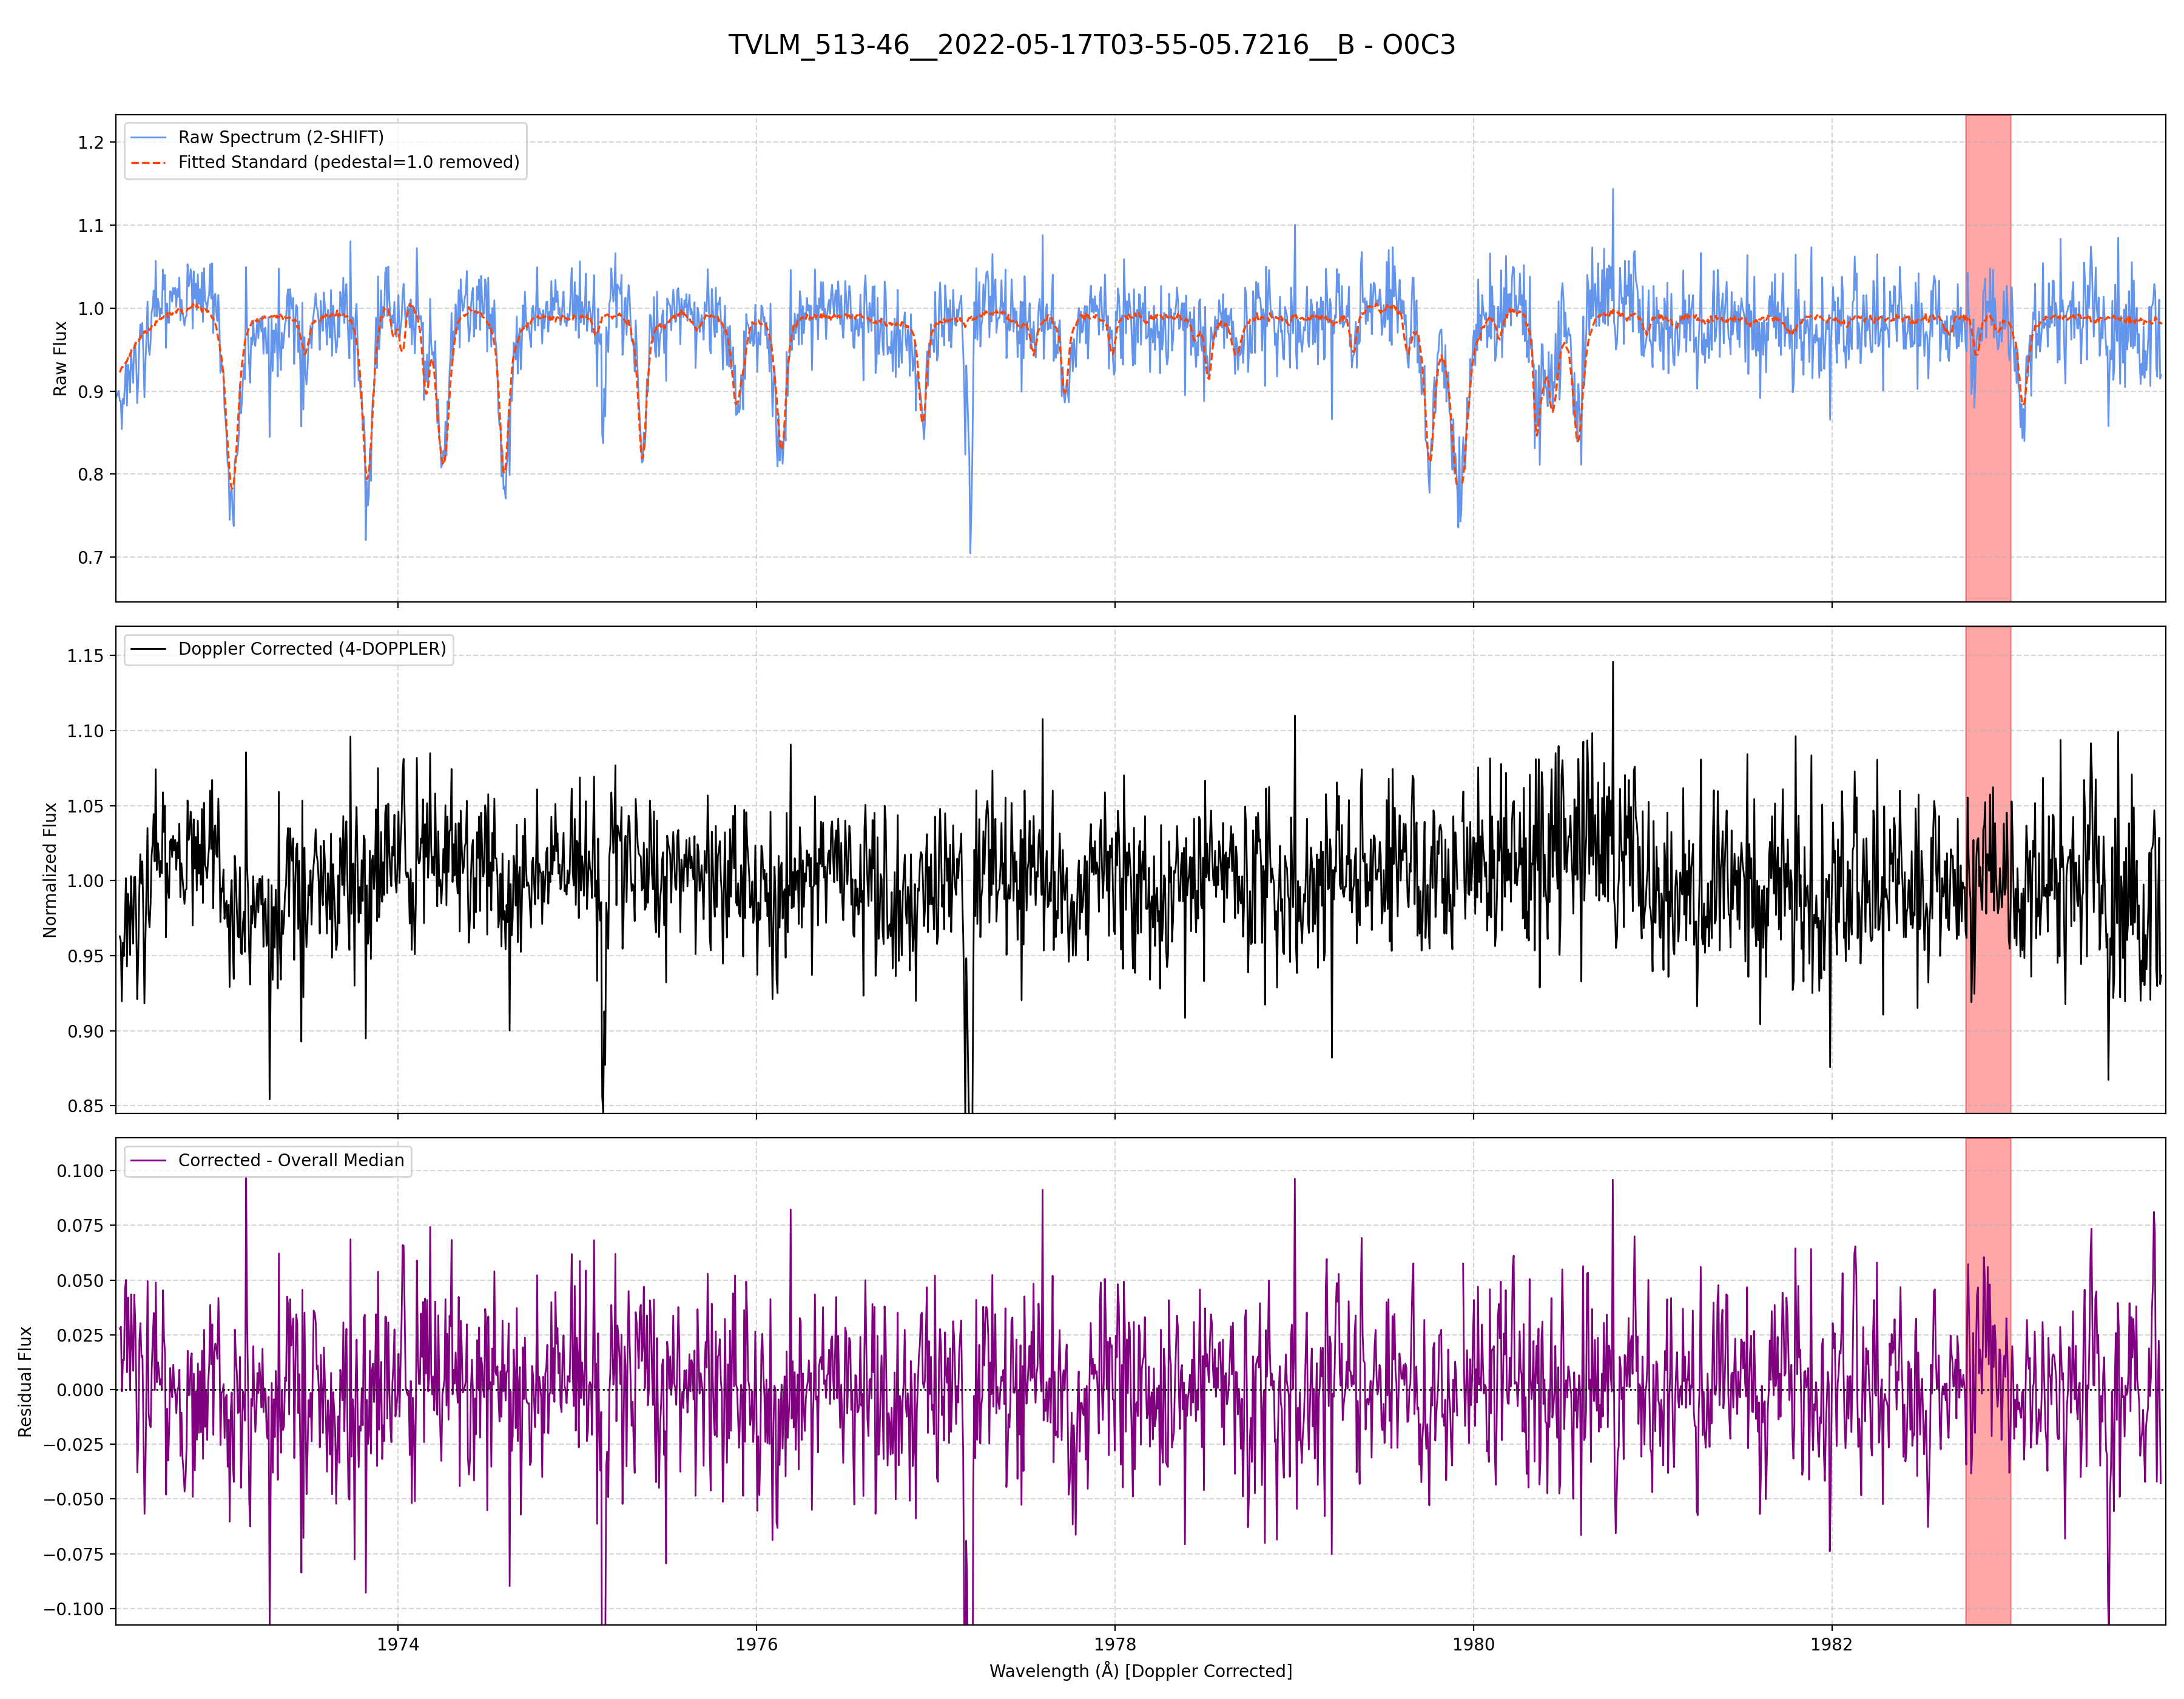 TVLM_513-46__2022-05-17T03-55-05.7216__B - O0C3
Raw Spectrum (2-SHIFT)
Fitted Standard (pedestal=1.0 removed)
Raw Flux
1.2
1.1
1.0
0.9
0.8
0.7
Doppler Corrected (4-DOPPLER)
Normalized Flux
1.15
1.10
1.05
1.00
0.95
0.90
0.85
Corrected - Overall Median
Residual Flux
0.100
0.075
0.050
0.025
0.000
−0.025
−0.050
−0.075
−0.100
1974 1976 1978 1980 1982
Wavelength (Å) [Doppler Corrected]